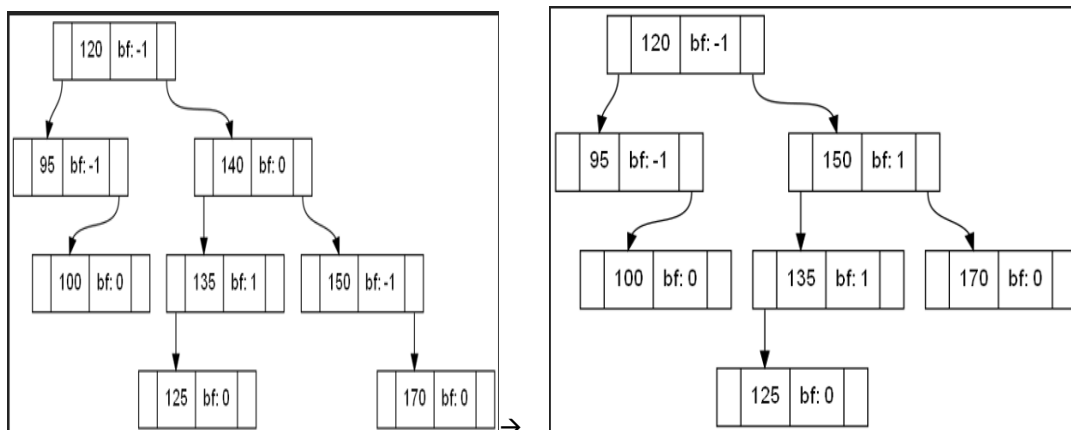 120 bf: -1
95 bf: -1 140 bf: 0
100 bf: 0 135 bf: 1 150 bf: -1
125 bf: 0 170 bf: 0
→
120 bf: -1
95 bf: -1 150 bf: 1
100 bf: 0 135 bf: 1 170 bf: 0
125 bf: 0